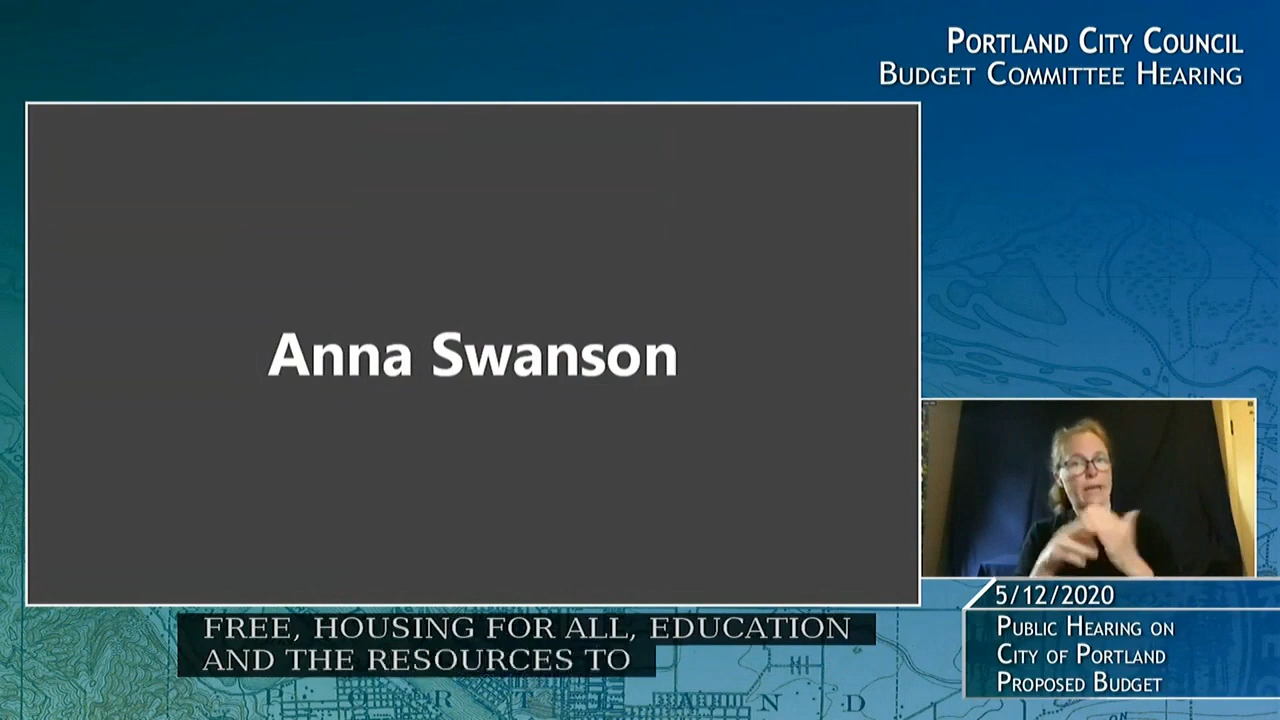 PORTLAND CITY COUNCIL
BUDGET COMMITTEE HEARING
Anna Swanson
5/12/2020
PUBLIC HEARING ON
CITY OF PORTLAND
PROPOSED BUDGET
FREE, HOUSING FOR ALL, EDUCATION
AND THE RESOURCES TO